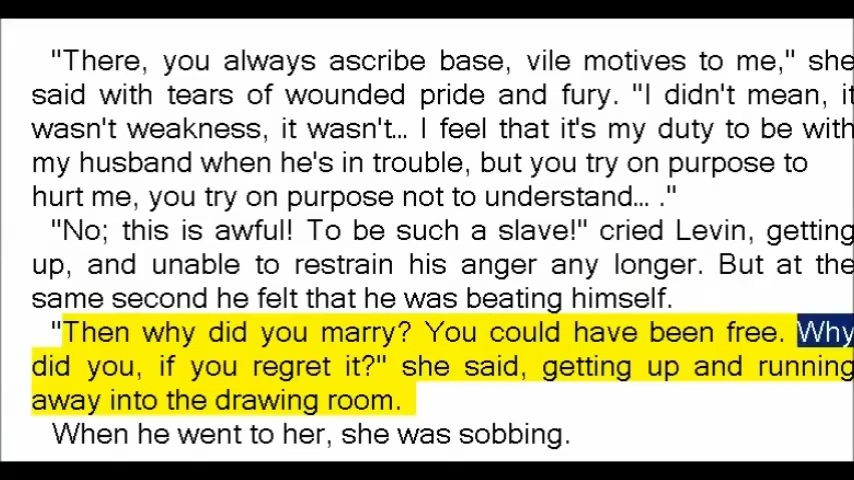 "There, you always ascribe base, vile motives to me," she
said with tears of wounded pride and fury. "I didn't mean, it
wasn't weakness, it wasn't... I feel that it's my duty to be with
my husband when he's in trouble, but you try on purpose to
hurt me, you try on purpose not to understand... ."
"No; this is awful! To be such a slave!" cried Levin, getting
up, and unable to restrain his anger any longer. But at the
same second he felt that he was beating himself.
"Then why did you marry? You could have been free. Why
did you, if you regret it?" she said, getting up and running
away into the drawing room.
When he went to her, she was sobbing.